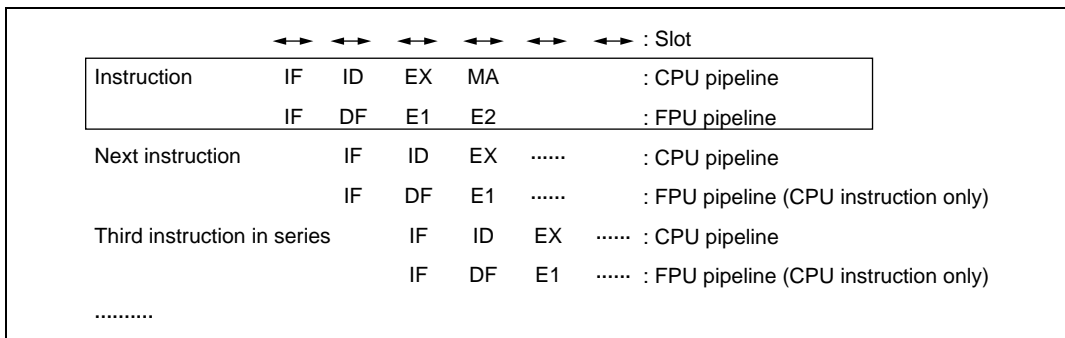 : Slot
Instruction IF ID EX MA : CPU pipeline
IF DF E1 E2 : FPU pipeline
Next instruction IF ID EX ...... : CPU pipeline
IF DF E1 ...... : FPU pipeline (CPU instruction only)
Third instruction in series IF ID EX ...... : CPU pipeline
IF DF E1 ...... : FPU pipeline (CPU instruction only)
..........